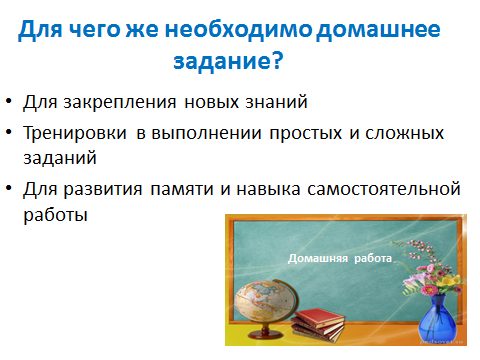 Для чего же необходимо домашнее
задание?
• Для закрепления новых знаний
• Тренировки в выполнении простых и сложных
заданий
• Для развития памяти и навыка самостоятельной
работы
Домашняя работа